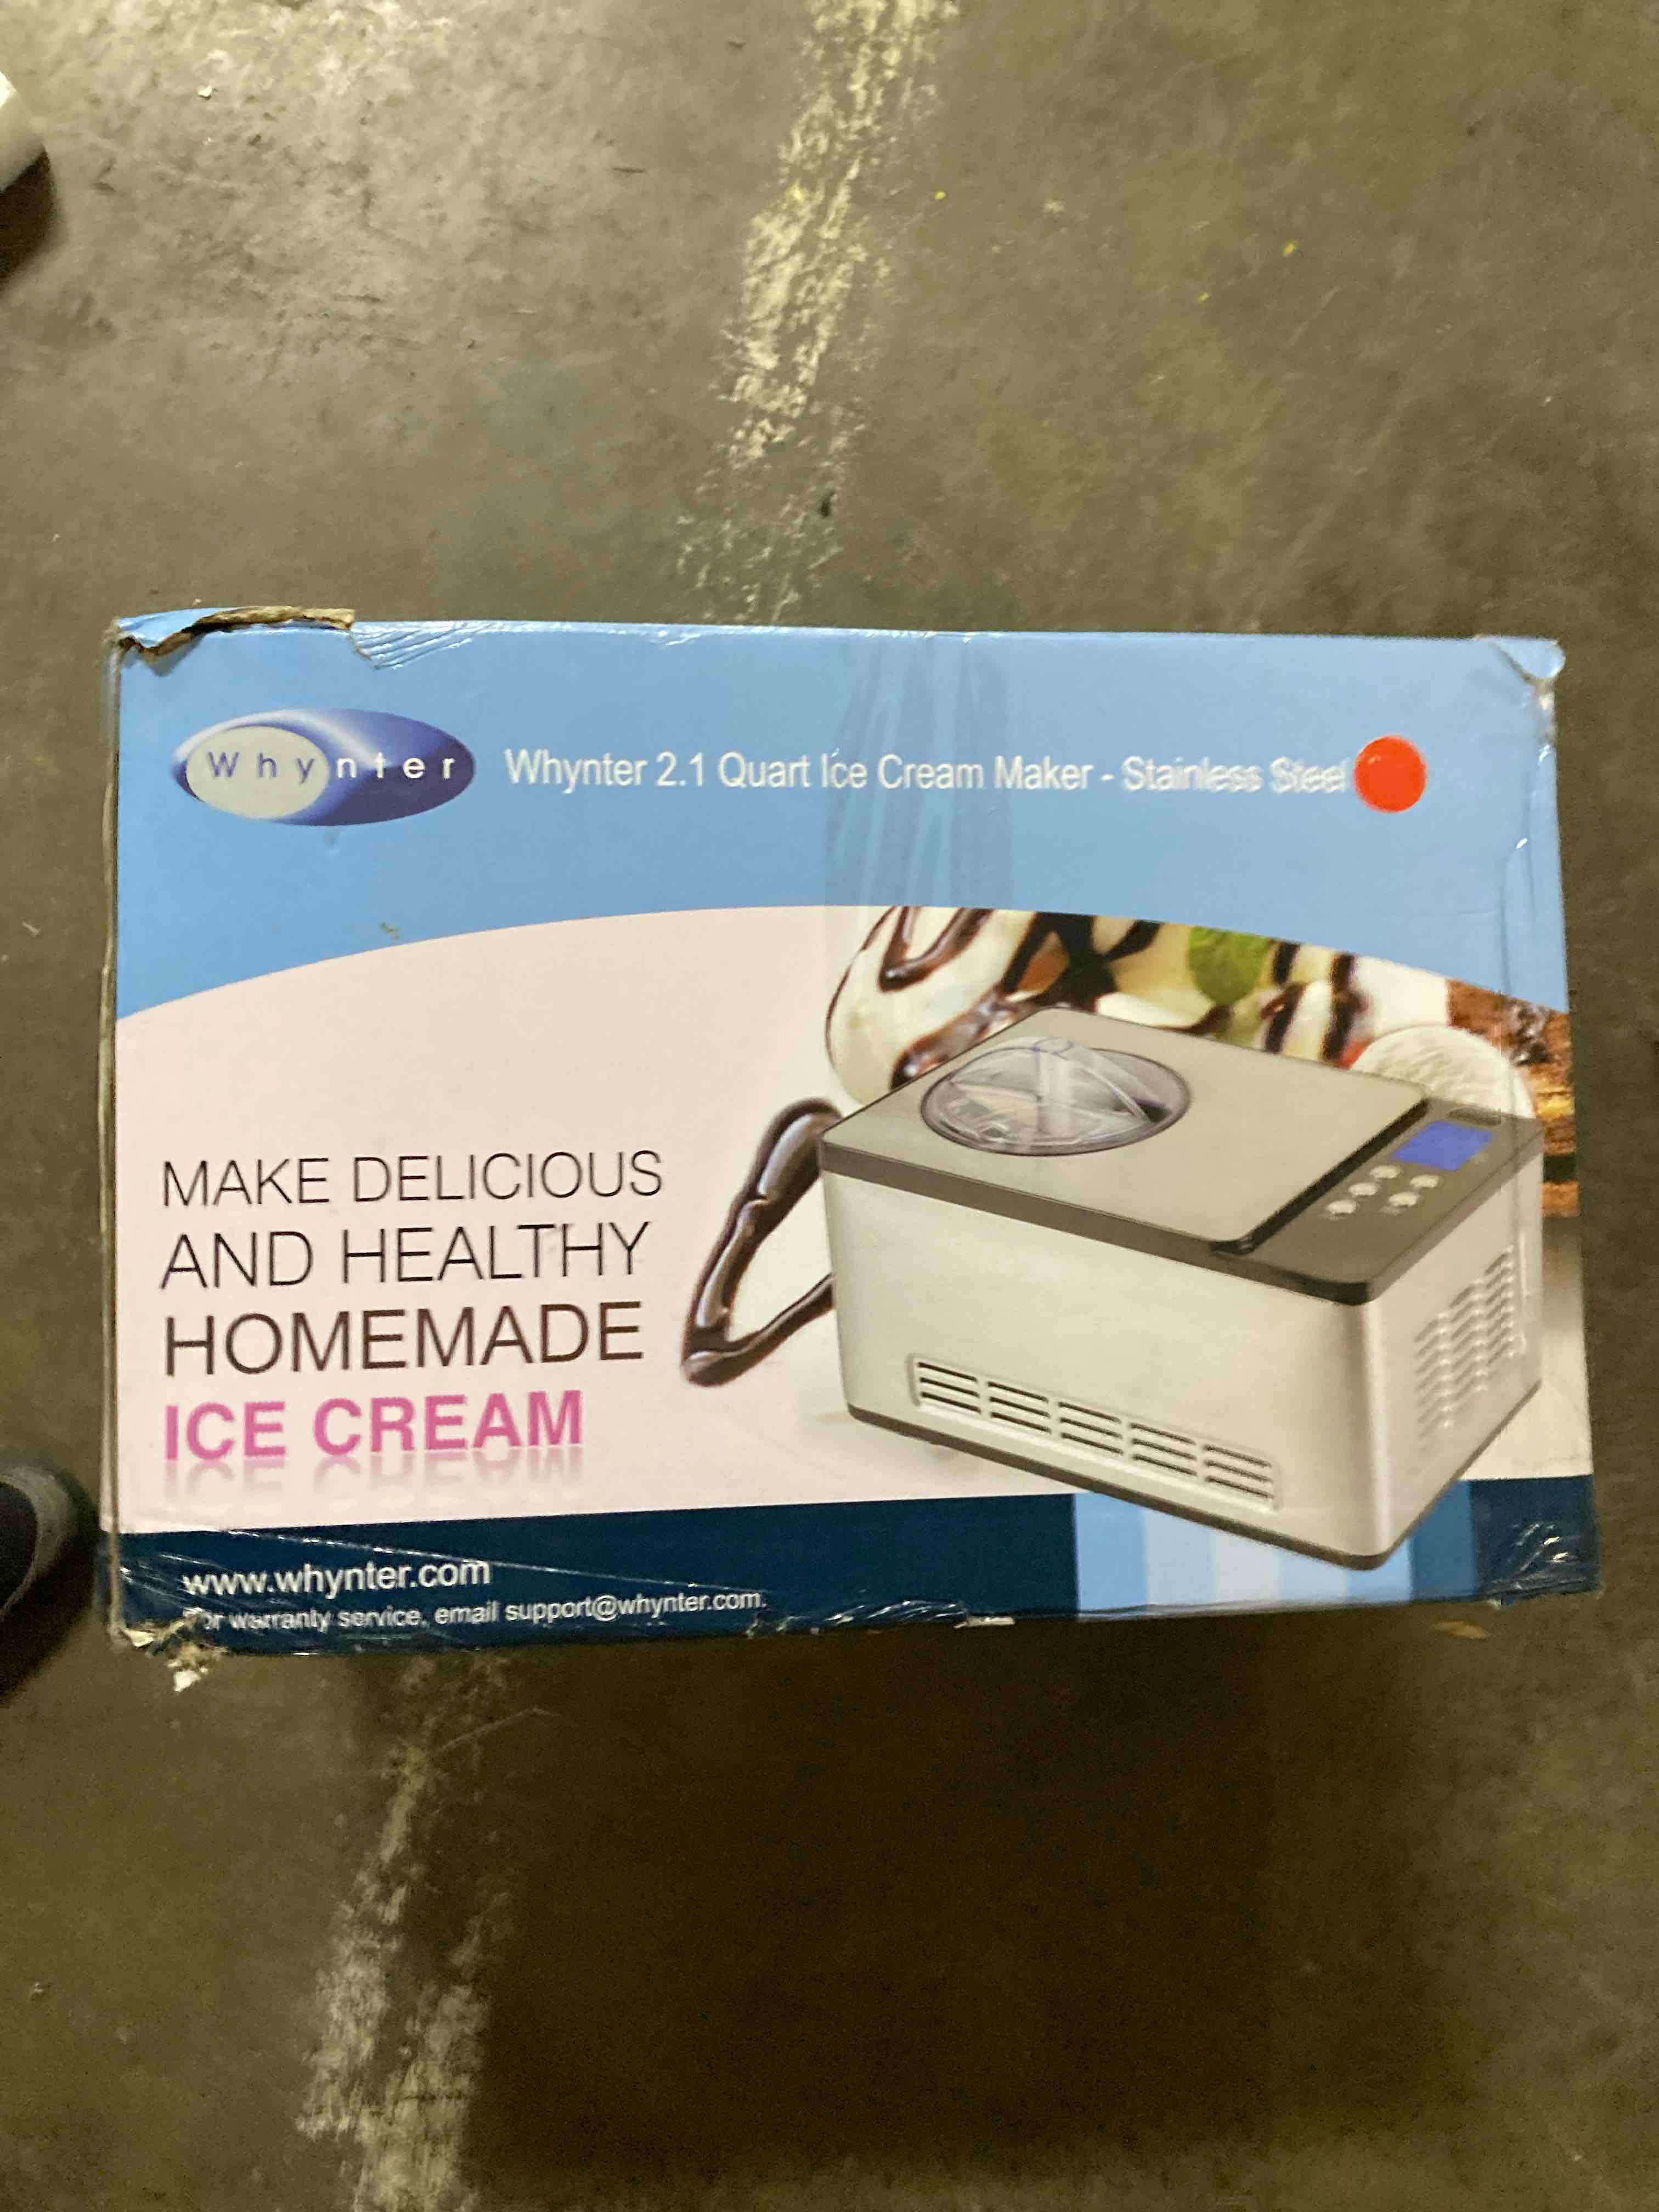 Whynter
Whynter 2.1 Quart Ice Cream Maker - Stainless Steel
MAKE DELICIOUS
AND HEALTHY
HOMEMADE
ICE CREAM
www.whynter.com
For warranty service, email support@whynter.com.